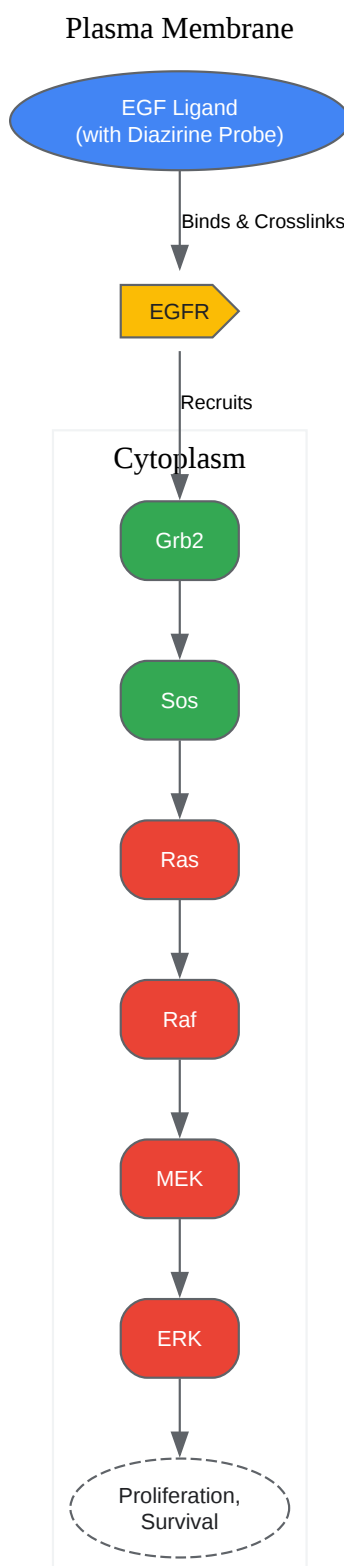 Plasma Membrane
EGF Ligand
(with Diazirine Probe)
Binds & Crosslinks
EGFR
Recruits
Cytoplasm
Grb2
Sos
Ras
Raf
MEK
ERK
Proliferation,
Survival